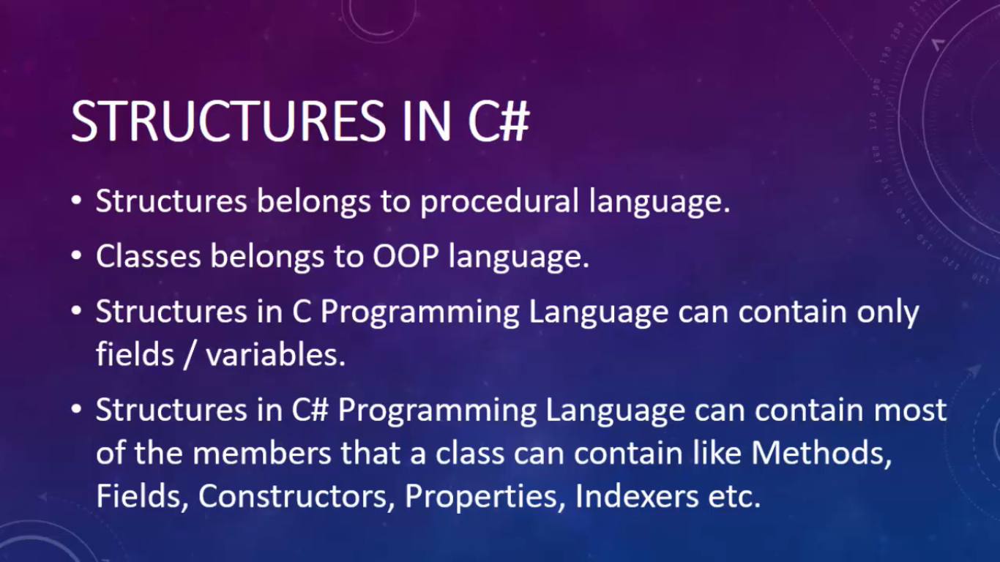 STRUCTURES IN C#
• Structures belongs to procedural language.
• Classes belongs to OOP language.
• Structures in C Programming Language can contain only
fields / variables.
• Structures in C# Programming Language can contain most
of the members that a class can contain like Methods,
Fields, Constructors, Properties, Indexers etc.